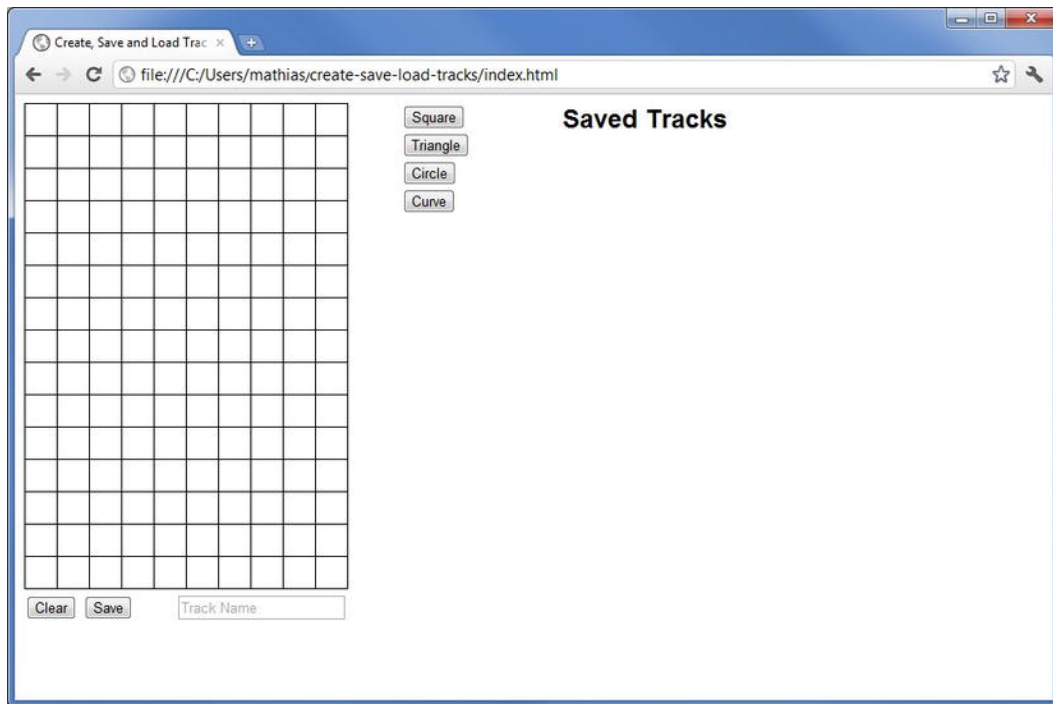 Create, Save and Load Trac
file:///C:/Users/mathias/create-save-load-tracks/index.html
Square
Triangle
Circle
Curve
Saved Tracks
Clear
Save
Track Name